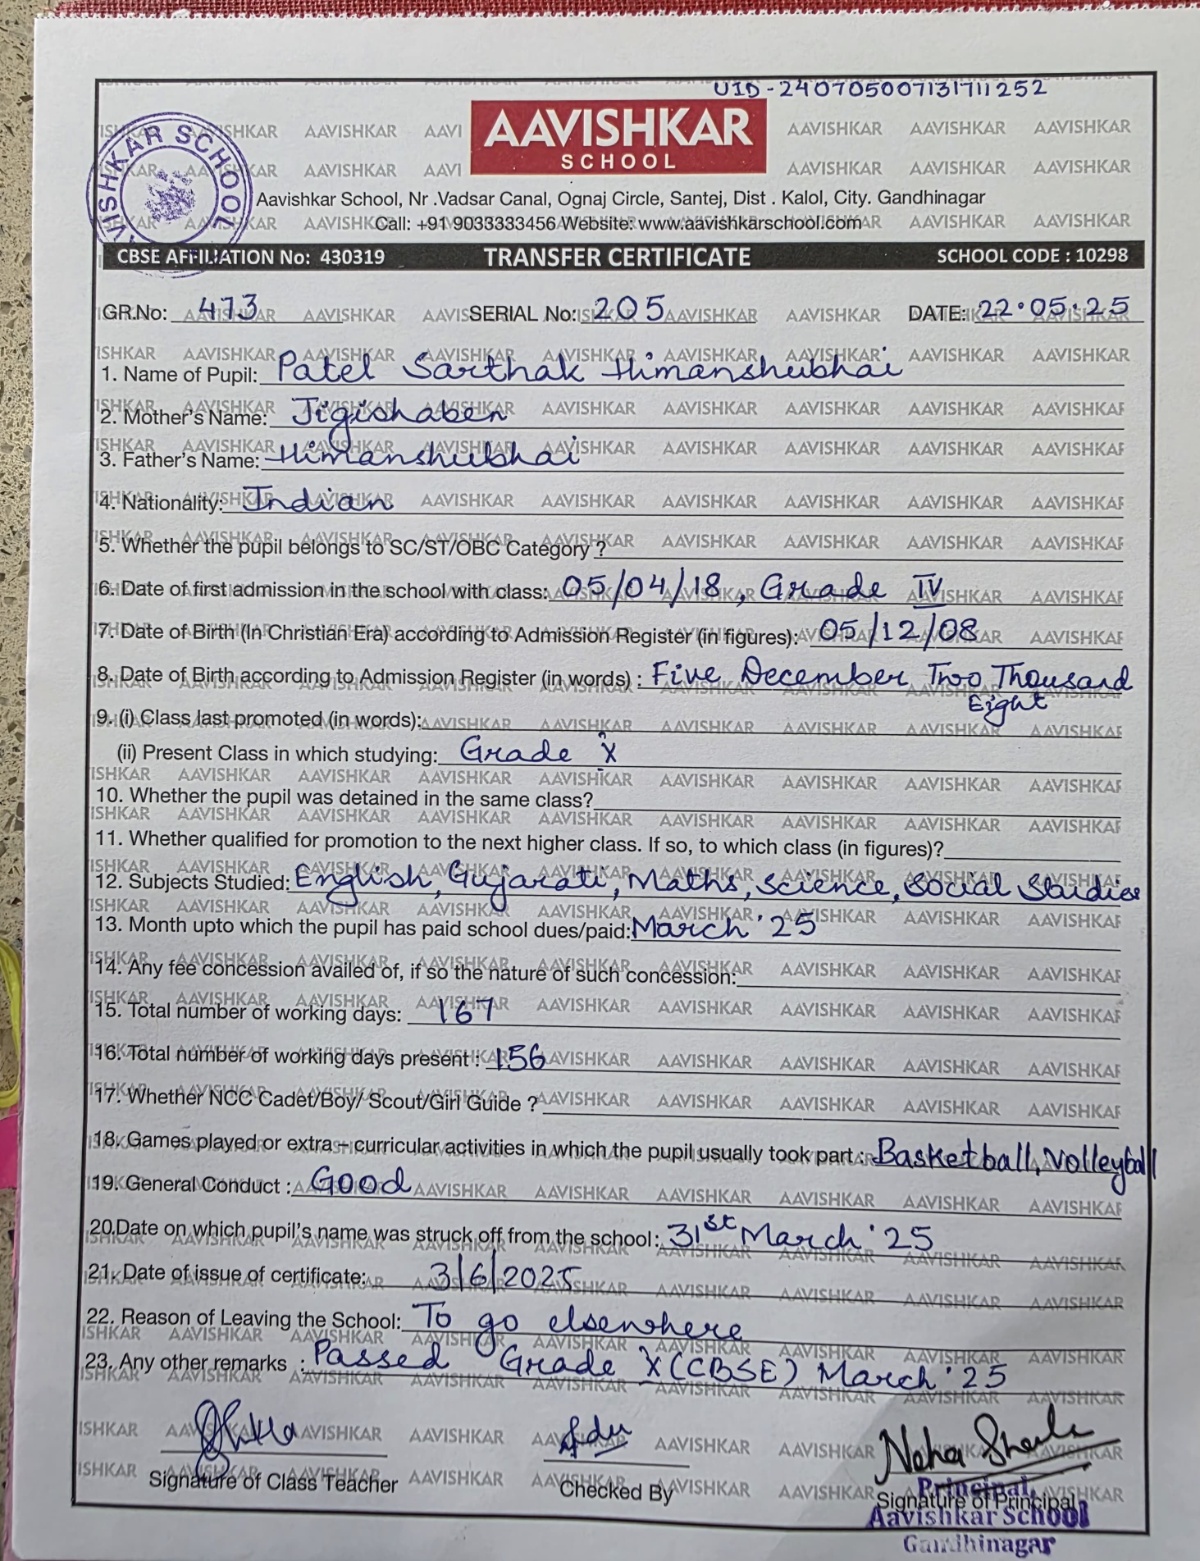 UID - 240705007131711252
AAVISHKAR
SCHOOL
AAVISHKAR SCHOOL
Aavishkar School, Nr .Vadsar Canal, Ognaj Circle, Santej, Dist . Kalol, City. Gandhinagar
Call: +91 9033333456 Website: www.aavishkarschool.com
CBSE AFFILIATION No: 430319 TRANSFER CERTIFICATE SCHOOL CODE : 10298
GR.No: 473 SERIAL No: 205 DATE: 22.05.25
1. Name of Pupil: Patel Sarthak Himanshubhai
2. Mother's Name: Jigishaben
3. Father's Name: Himanshubhai
4. Nationality: Indian
5. Whether the pupil belongs to SC/ST/OBC Category ?
6. Date of first admission in the school with class: 05/04/18, Grade IV
7. Date of Birth (In Christian Era) according to Admission Register (in figures): 05/12/08
8. Date of Birth according to Admission Register (in words) : Five December Two Thousand
Eight
9. (i) Class last promoted (in words):
(ii) Present Class in which studying: Grade X
10. Whether the pupil was detained in the same class?
11. Whether qualified for promotion to the next higher class. If so, to which class (in figures)?
12. Subjects Studied: English, Gujarati, Maths, Science, Social Studies
13. Month upto which the pupil has paid school dues/paid: March '25
14. Any fee concession availed of, if so the nature of such concession:
15. Total number of working days: 167
16. Total number of working days present : 156
17. Whether NCC Cadet/Boy/ Scout/Girl Guide ?
18. Games played or extra – curricular activities in which the pupil usually took part : Basketball, Volleyball
19. General Conduct : Good
20.Date on which pupil's name was struck off from the school: 31st March '25
21. Date of issue of certificate: 3/6/2025
22. Reason of Leaving the School: To go elsewhere
23. Any other remarks : Passed Grade X (CBSE) March '25
Signature of Class Teacher Checked By Signature of Principal
Principal,
Aavishkar School
Gandhinagar